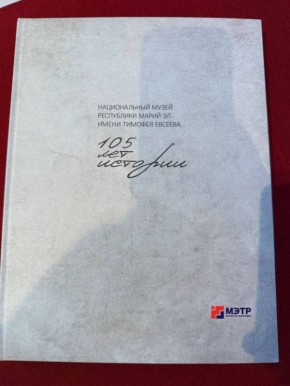 НАЦИОНАЛЬНЫЙ МУЗЕЙ
РЕСПУБЛИКИ МАРИЙ ЭЛ
ИМЕНИ ТИМОФЕЯ ЕВСЕЕВА.
105
лет
истории
МЭТР